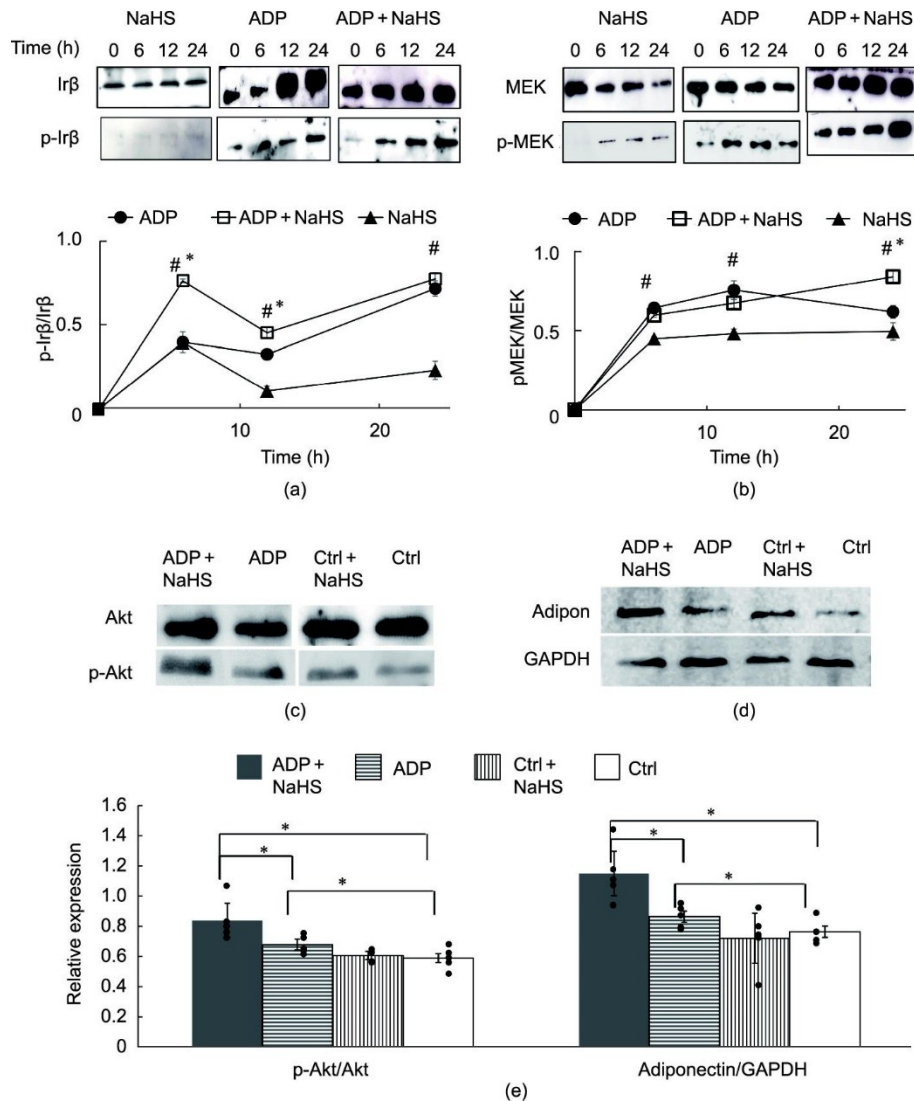 NaHS ADP ADP + NaHS
Time (h) 0 6 12 24 0 6 12 24 0 6 12 24
Irβ
p-Irβ
ADP ADP + NaHS NaHS
1.0
# * # * #
0.5
0
p-Irβ/Irβ
10 20
Time (h)
(a)
NaHS ADP ADP + NaHS
0 6 12 24 0 6 12 24 0 6 12 24
MEK
p-MEK
ADP ADP + NaHS NaHS
1.0
# # # *
0.5
0
pMEK/MEK
10 20
Time (h)
(b)
ADP + ADP Ctrl + Ctrl
NaHS NaHS
Akt
p-Akt
(c)
ADP + ADP Ctrl + Ctrl
NaHS NaHS
Adipon
GAPDH
(d)
ADP + ADP Ctrl + Ctrl
NaHS NaHS
1.6
1.4
1.2
1.0
0.8
0.6
0.4
0.2
0
Relative expression
* * *
* * *
p-Akt/Akt Adiponectin/GAPDH
(e)